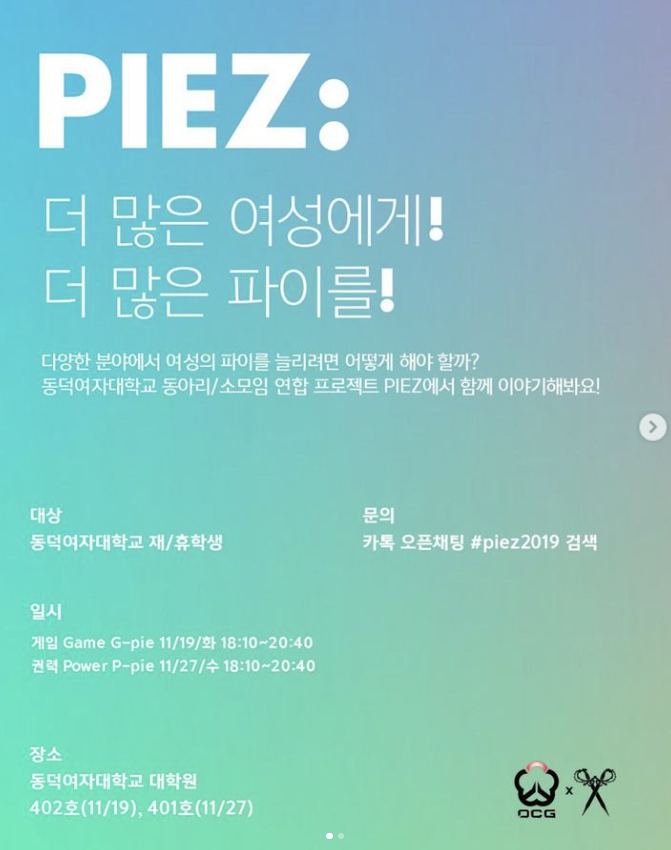 PIEZ:
더 많은 여성에게!
더 많은 파이를!
다양한 분야에서 여성의 파이를 늘리려면 어떻게 해야 할까?
동덕여자대학교 동아리/소모임 연합 프로젝트 PIEZ에서 함께 이야기해봐요!
대상
동덕여자대학교 재/휴학생
문의
카톡 오픈채팅 #piez2019 검색
일시
게임 Game G-pie 11/19/화 18:10~20:40
권력 Power P-pie 11/27/수 18:10~20:40
장소
동덕여자대학교 대학원
402호(11/19), 401호(11/27)
DCG
x